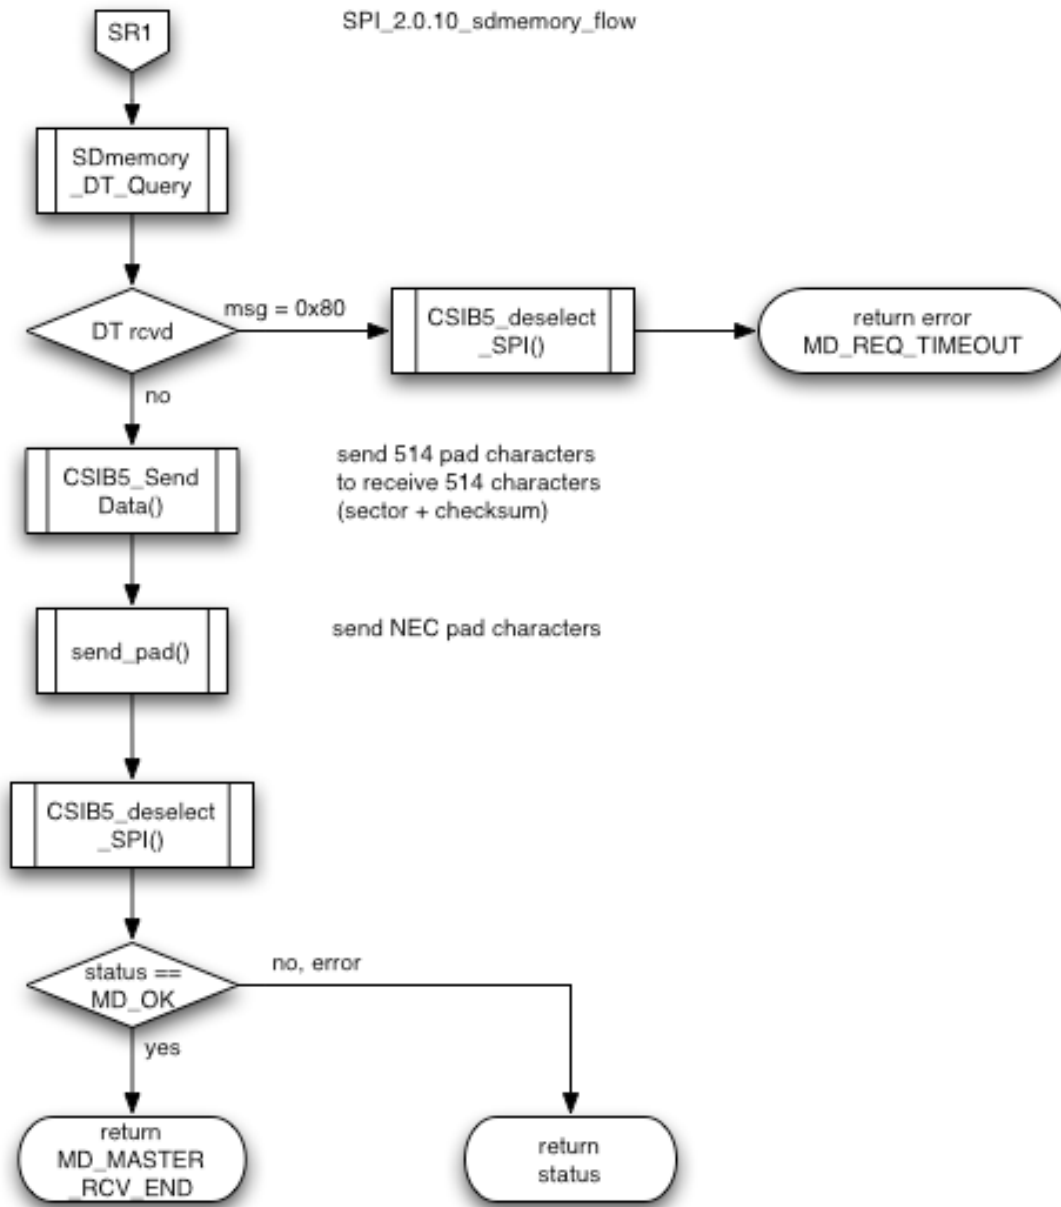 SPI_2.0.10_sdmemory_flow
SR1
SDmemory
_DT_Query
DT rcvd
msg = 0x80
CSIB5_deselect
_SPI()
return error
MD_REQ_TIMEOUT
no
CSIB5_Send
Data()
send 514 pad characters
to receive 514 characters
(sector + checksum)
send_pad()
send NEC pad characters
CSIB5_deselect
_SPI()
status ==
MD_OK
no, error
yes
return
MD_MASTER
_RCV_END
return
status